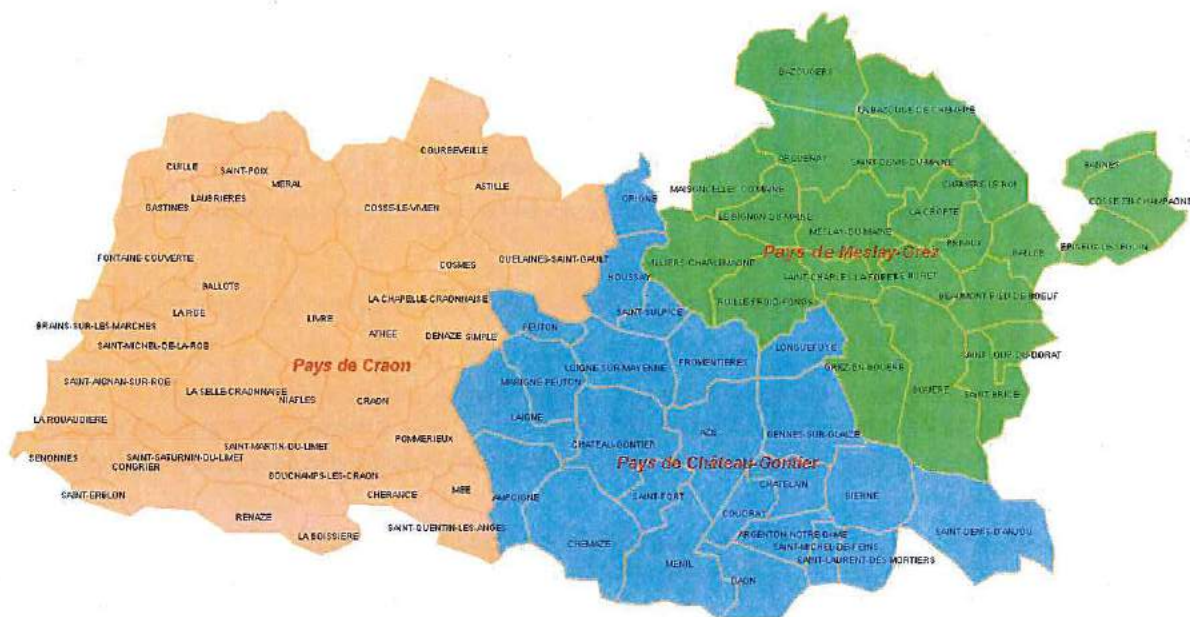 BAZOUGERS
LA BAZOUGE DE CHEMERE
COURBEVEILLE
ARQUENAY
SAINT-DENIS-DU-MAINE
BANNES
CUILLE
SAINT-POIX
MERAL
ASTILLE
MAISONCELLES DU MAINE
CHEMERE-LE-ROI
COSSE EN CHAMPAGNE
LAUBRIERES
GASTINES
COSSE-LE-VIVIEN
ORIGNE
LE BIGNON DU MAINE
LA CROPTE
MESLAY-DU-MAINE
PREAUX
BALLEE
Pays de Meslay-Grez
FONTAINE-COUVERTE
COSMES
QUELAINES-SAINT-GAULT
VILLIERS-CHARLEMAGNE
HOUSSAY
SAINT-CHARLES-LA-FORET
LE BURET
BALLOTS
LA CHAPELLE-CRAONNAISE
RUILLE-FROID-FONDS
BEAUMONT PIED DE BOEUF
LA ROE
LIVRE
SAINT-SULPICE
BRAINS-SUR-LES-MARCHES
ATHEE
DENAZE
SIMPLE
PEUTON
SAINT-MICHEL-DE-LA-ROE
LONGUEFUYE
FROMENTIERES
SAINT LOUP DU DORAT
Pays de Craon
LOIGNE SUR MAYENNE
GREZ-EN-BOUERE
SAINT-AIGNAN-SUR-ROE
MARIGNE-PEUTON
LA SELLE-CRAONNAISE
BOUERE
SAINT-BRICE
NIAFLES
CRAON
LA ROUAUDIERE
LAIGNE
AZE
GENNES-SUR-GLAIZE
POMMERIEUX
CHATEAU-GONTIER
SAINT-MARTIN-DU-LIMET
SENONNES
SAINT-SATURNIN-DU-LIMET
CONGRIER
Pays de Château-Gontier
BOUCHAMPS-LES-CRAON
CHATELAIN
SAINT-ERBLON
CHERANCE
MEE
AMPOIGNE
SAINT-FORT
BIERNE
RENAZE
COUDRAY
SAINT-QUENTIN-LES-ANGES
ARGENTON-NOTRE-DAME
SAINT-DENIS-D'ANJOU
LA BOISSIERE
CHEMAZE
SAINT-MICHEL-DE-FEINS
SAINT-LAURENT-DES-MORTIERS
MENIL
DAON